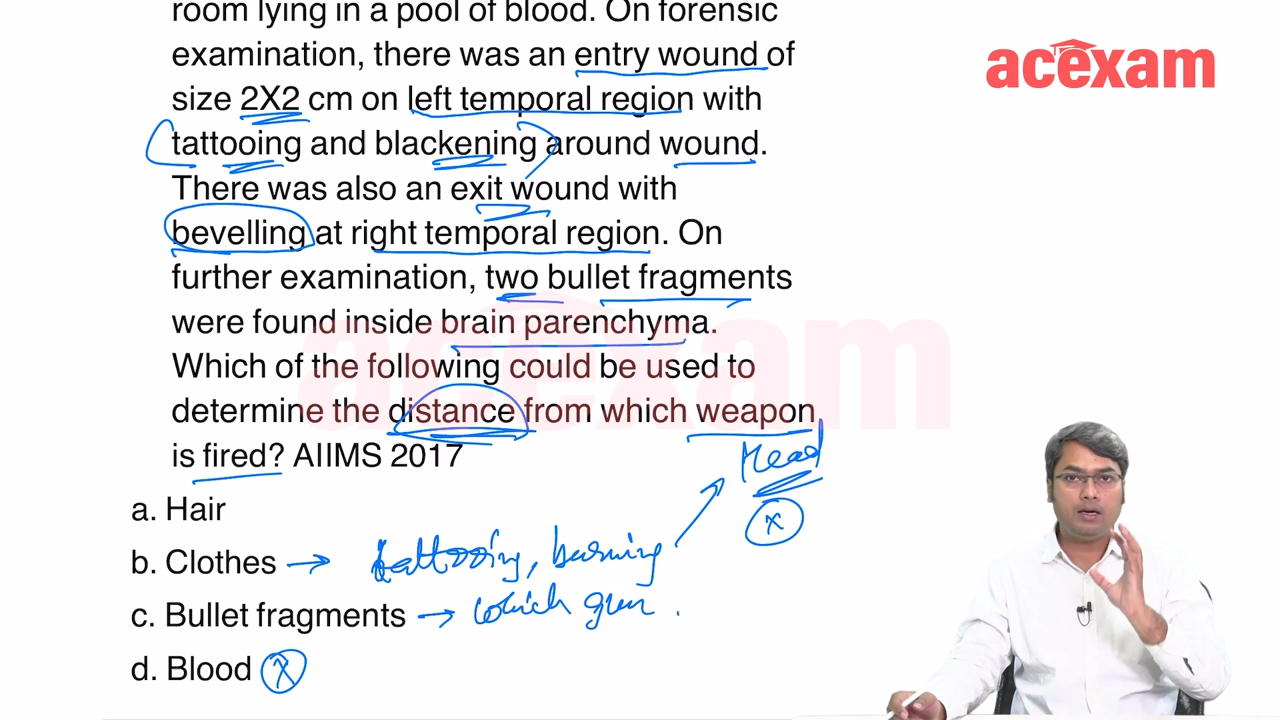 room lying in a pool of blood. On forensic
acexam
examination, there was an entry wound of
size 2X2 cm on left temporal region with
tattooing and blackening around wound.
There was also an exit wound with
bevelling at right temporal region. On
further examination, two bullet fragments
were found inside brain parenchyma.
acexam
Which of the following could be used to
determine the distance from which weapon
is fired? AIIMS 2017
Head
x
a. Hair
b. Clothes → tattooing, burning
c. Bullet fragments → which gun.
d. Blood x